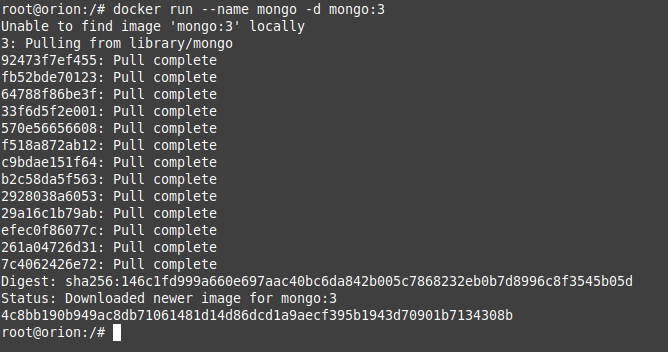 root@orion:/# docker run --name mongo -d mongo:3
Unable to find image 'mongo:3' locally
3: Pulling from library/mongo
92473f7ef455: Pull complete
fb52bde70123: Pull complete
64788f86be3f: Pull complete
33f6d5f2e001: Pull complete
570e56656608: Pull complete
f518a872ab12: Pull complete
c9bdae151f64: Pull complete
b2c58da5f563: Pull complete
2928038a6053: Pull complete
29a16c1b79ab: Pull complete
efec0f86077c: Pull complete
261a04726d31: Pull complete
7c4062426e72: Pull complete
Digest: sha256:146c1fd999a660e697aac40bc6da842b005c7868232eb0b7d8996c8f3545b05d
Status: Downloaded newer image for mongo:3
4c8bb190b949ac8db71061481d14d86dcd1a9aecf395b1943d70901b7134308b
root@orion:/#